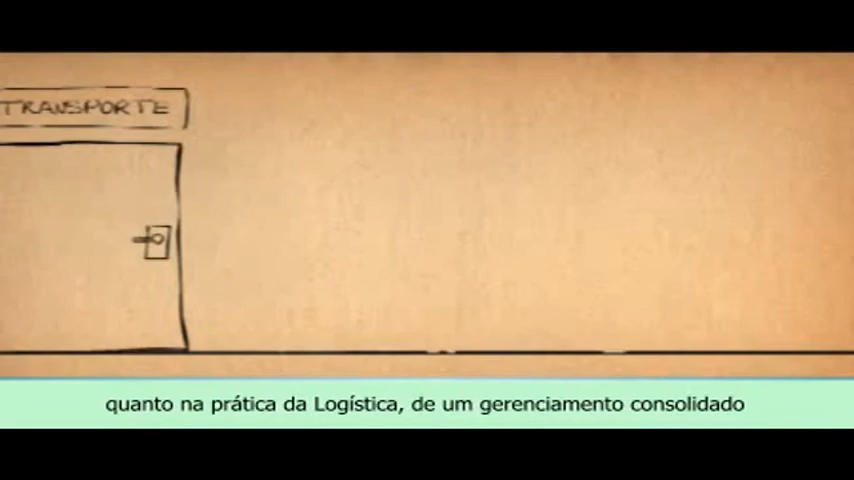 TRANSPORTE
quanto na prática da Logística, de um gerenciamento consolidado